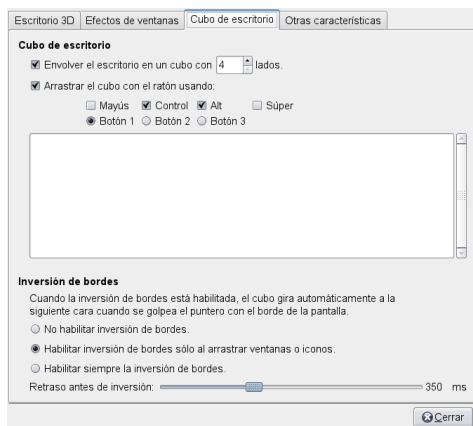 Escritorio 3D Efectos de ventanas Cubo de escritorio Otras características
Cubo de escritorio
Envolver el escritorio en un cubo con 4 lados.
Arrastrar el cubo con el ratón usando:
Mayús Control Alt Súper
Botón 1 Botón 2 Botón 3
Inversión de bordes
Cuando la inversión de bordes está habilitada, el cubo gira automáticamente a la
siguiente cara cuando se golpea el puntero con el borde de la pantalla.
No habilitar inversión de bordes.
Habilitar inversión de bordes sólo al arrastrar ventanas o iconos.
Habilitar siempre la inversión de bordes.
Retraso antes de inversión: 350 ms
Cerrar